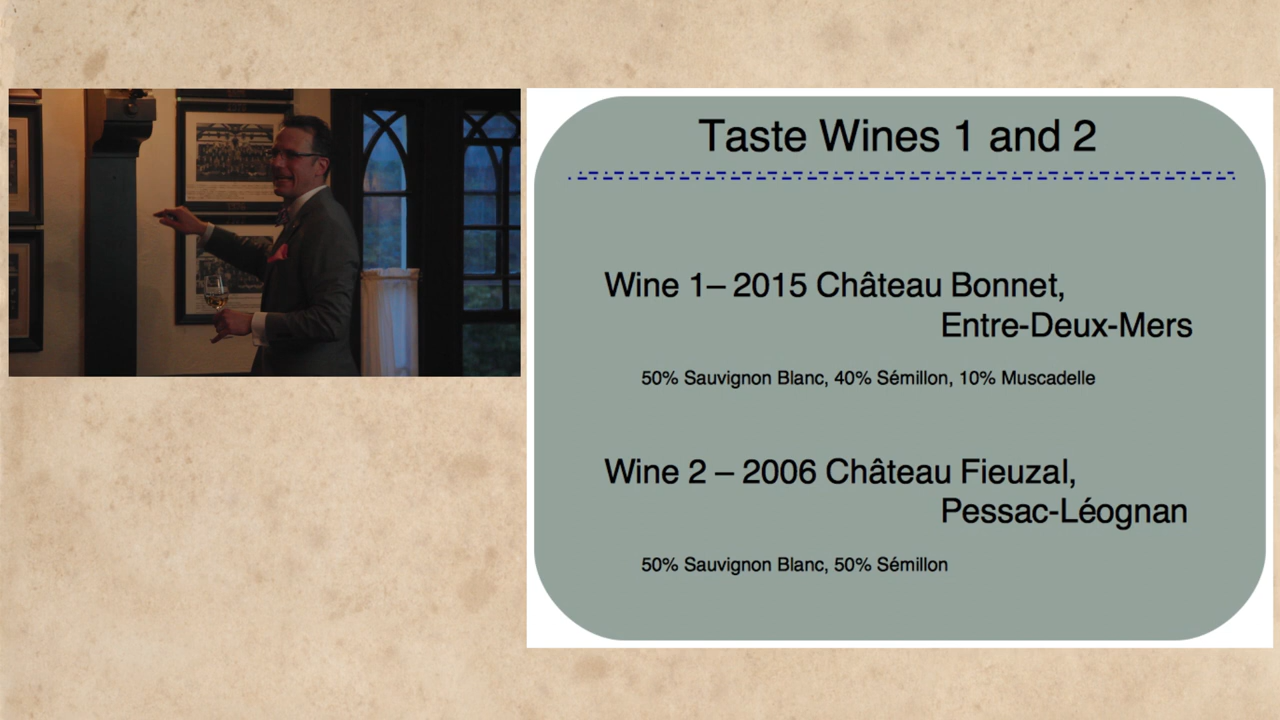 Taste Wines 1 and 2
Wine 1– 2015 Château Bonnet,
Entre-Deux-Mers
50% Sauvignon Blanc, 40% Sémillon, 10% Muscadelle
Wine 2 – 2006 Château Fieuzal,
Pessac-Léognan
50% Sauvignon Blanc, 50% Sémillon